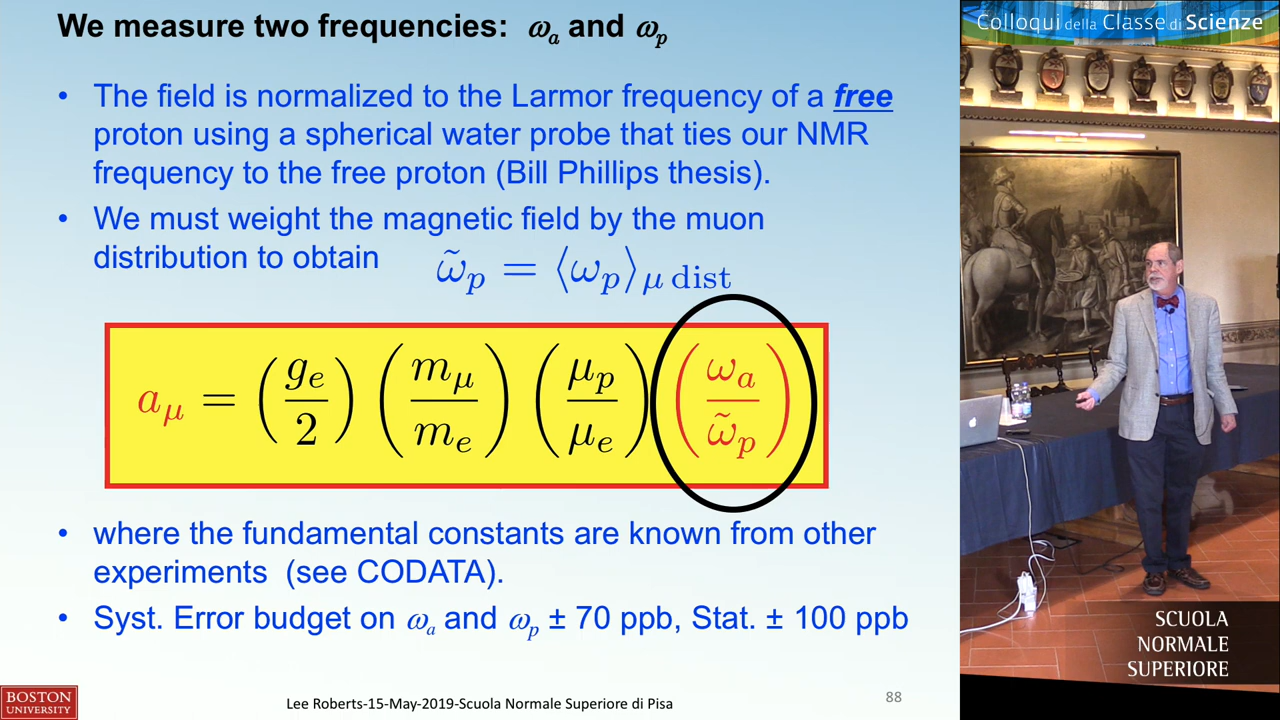 We measure two frequencies: ωₐ and ωₚ
• The field is normalized to the Larmor frequency of a free
proton using a spherical water probe that ties our NMR
frequency to the free proton (Bill Phillips thesis).
• We must weight the magnetic field by the muon
distribution to obtain ω̃ₚ = ⟨ωₚ⟩μ dist
aμ = (gₑ/2) (mμ/mₑ) (μₚ/μₑ) (ωₐ/ω̃ₚ)
• where the fundamental constants are known from other
experiments (see CODATA).
• Syst. Error budget on ωₐ and ωₚ ± 70 ppb, Stat. ± 100 ppb
BOSTON
UNIVERSITY
Lee Roberts-15-May-2019-Scuola Normale Superiore di Pisa
88
Colloqui della Classe di Scienze
SCUOLA
NORMALE
SUPERIORE